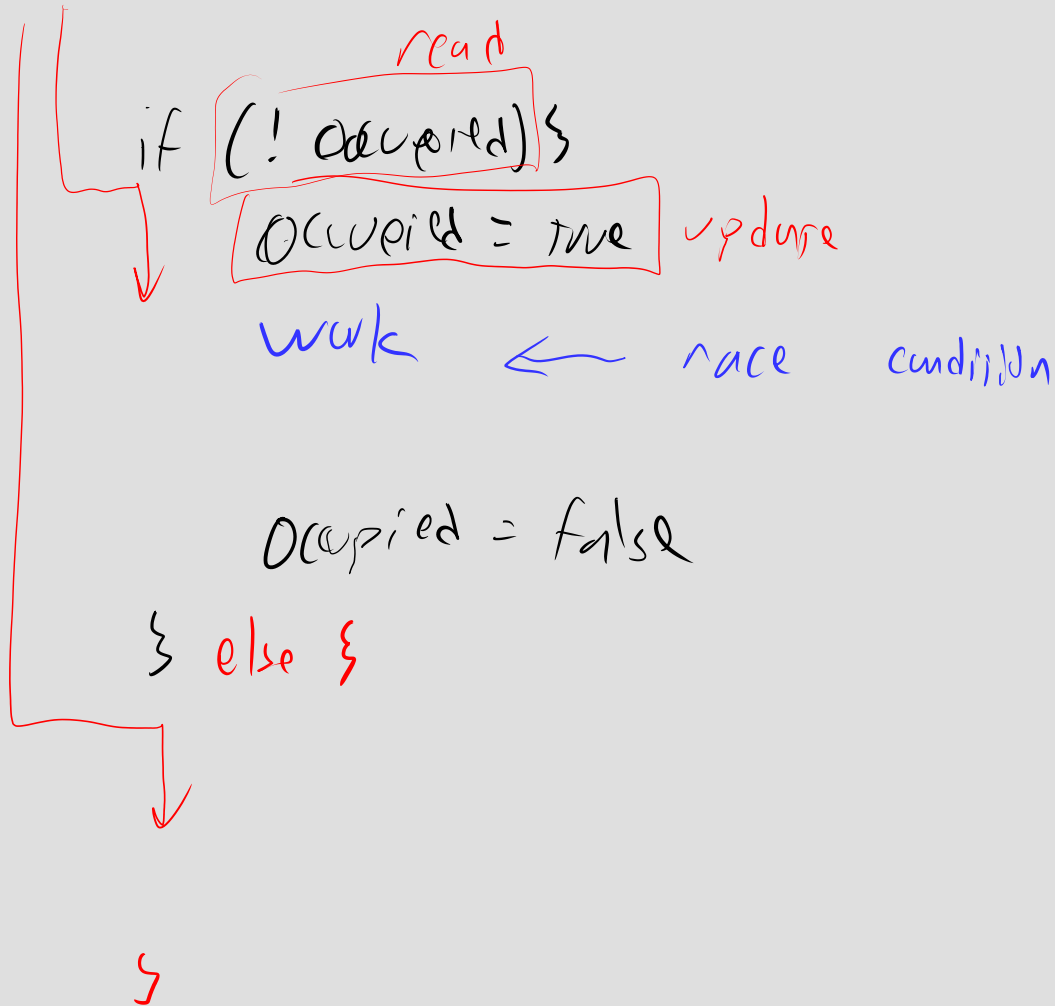 read
if (! occupied) {
occupied = true update
work ← race condition
occupied = false
} else {
}